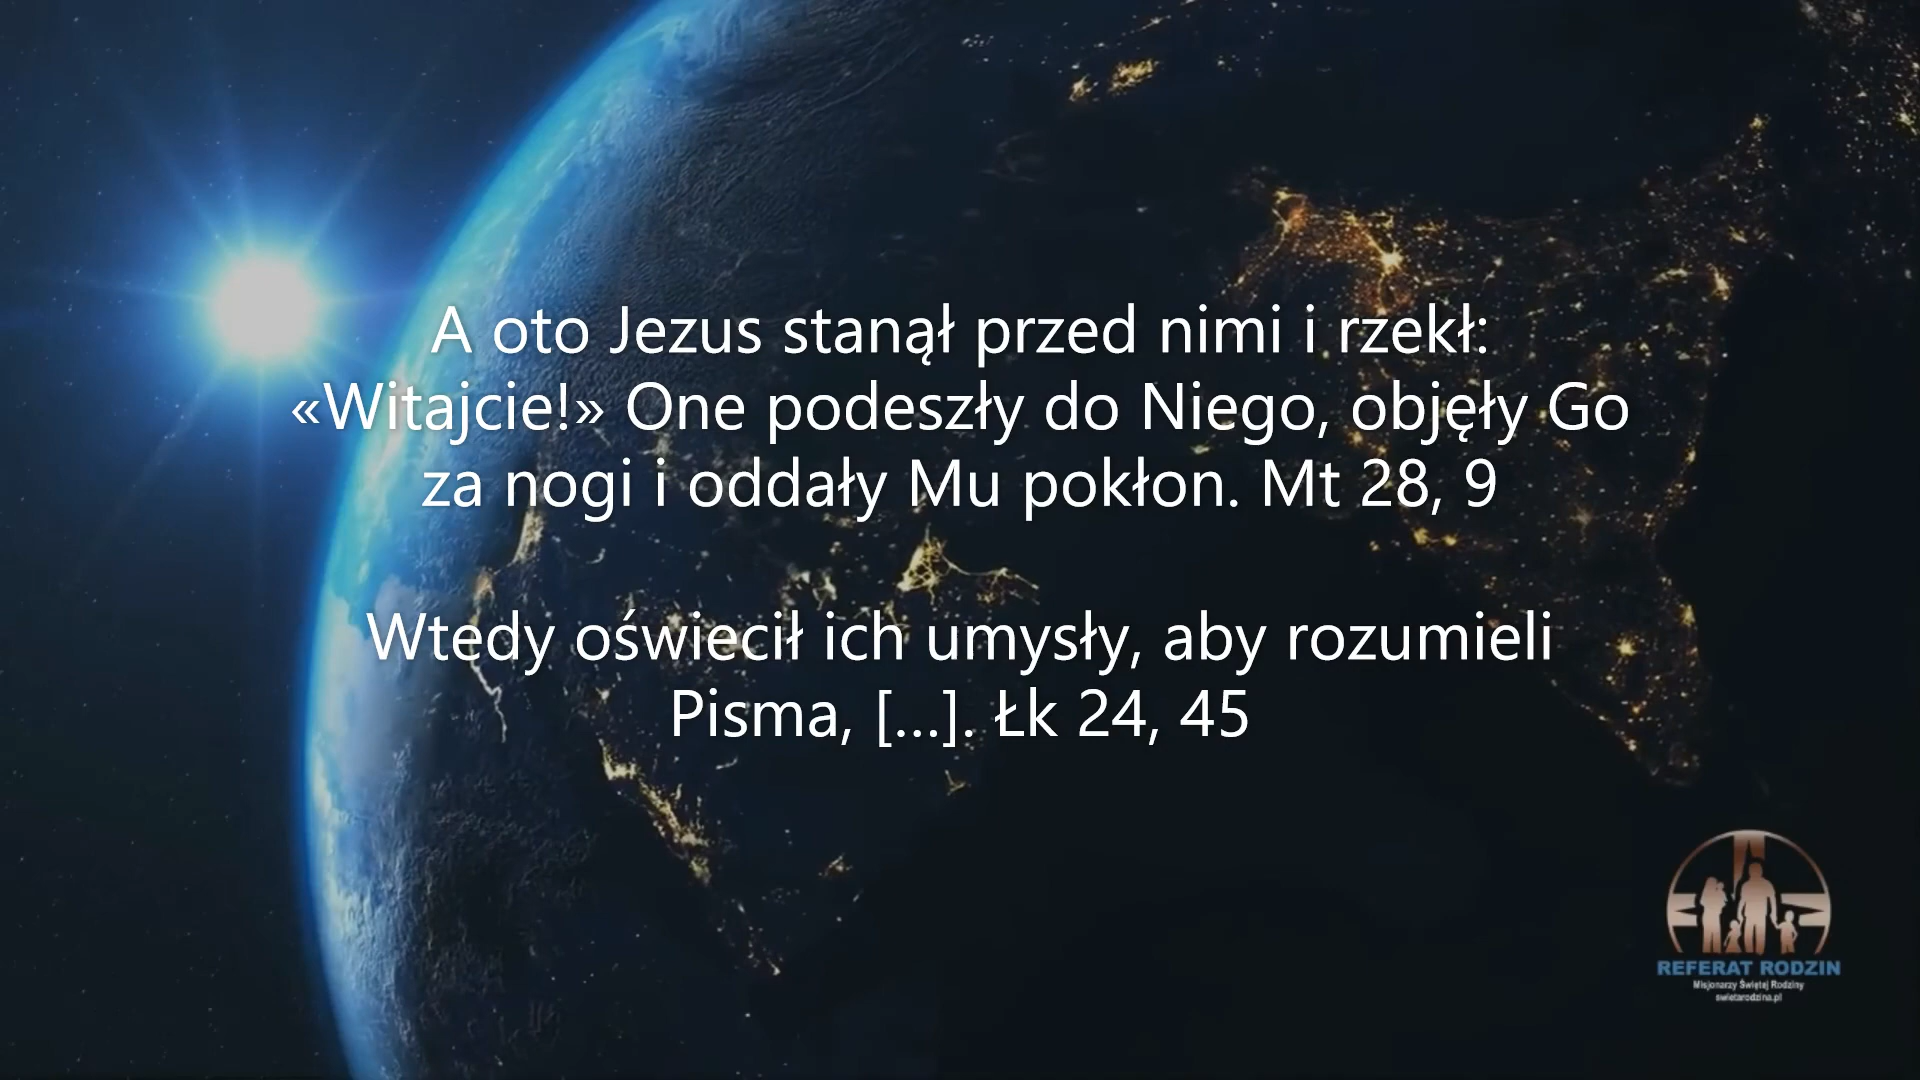 A oto Jezus stanął przed nimi i rzekł:
«Witajcie!» One podeszły do Niego, objęły Go
za nogi i oddały Mu pokłon. Mt 28, 9
Wtedy oświecił ich umysły, aby rozumieli
Pisma, [...]. Łk 24, 45
REFERAT RODZIN
Misjonarzy Świętej Rodziny
swietarodzina.pl